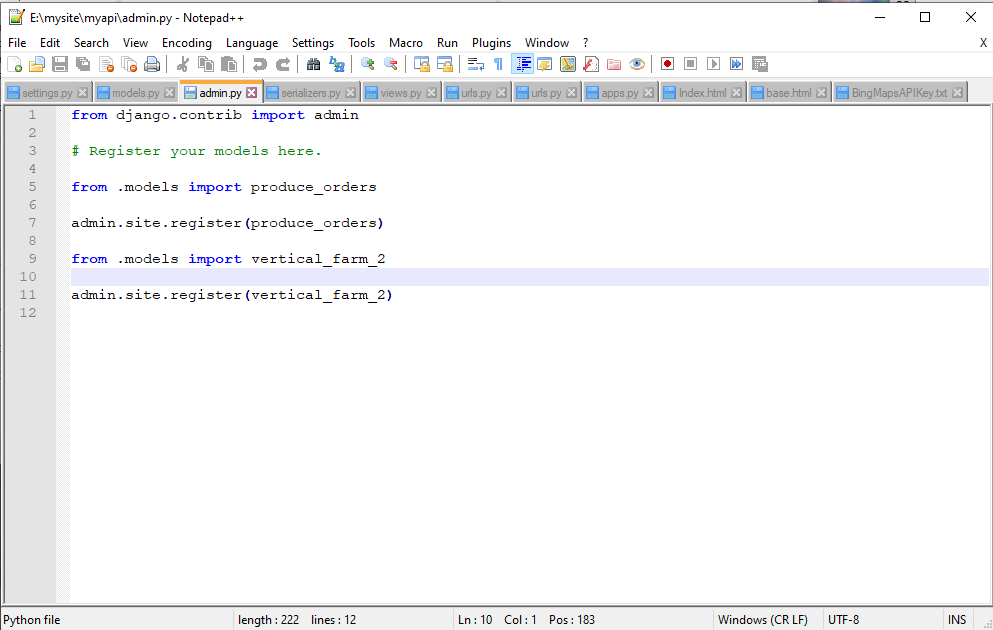 E:\mysite\myapi\admin.py - Notepad++
File Edit Search View Encoding Language Settings Tools Macro Run Plugins Window ? X
settings.py models.py admin.py serializers.py views.py urls.py urls.py apps.py Index.html base.html BingMapsAPIKey.txt
1 from django.contrib import admin
2
3 # Register your models here.
4
5 from .models import produce_orders
6
7 admin.site.register(produce_orders)
8
9 from .models import vertical_farm_2
10
11 admin.site.register(vertical_farm_2)
12
Python file length : 222 lines : 12 Ln : 10 Col : 1 Pos : 183 Windows (CR LF) UTF-8 INS